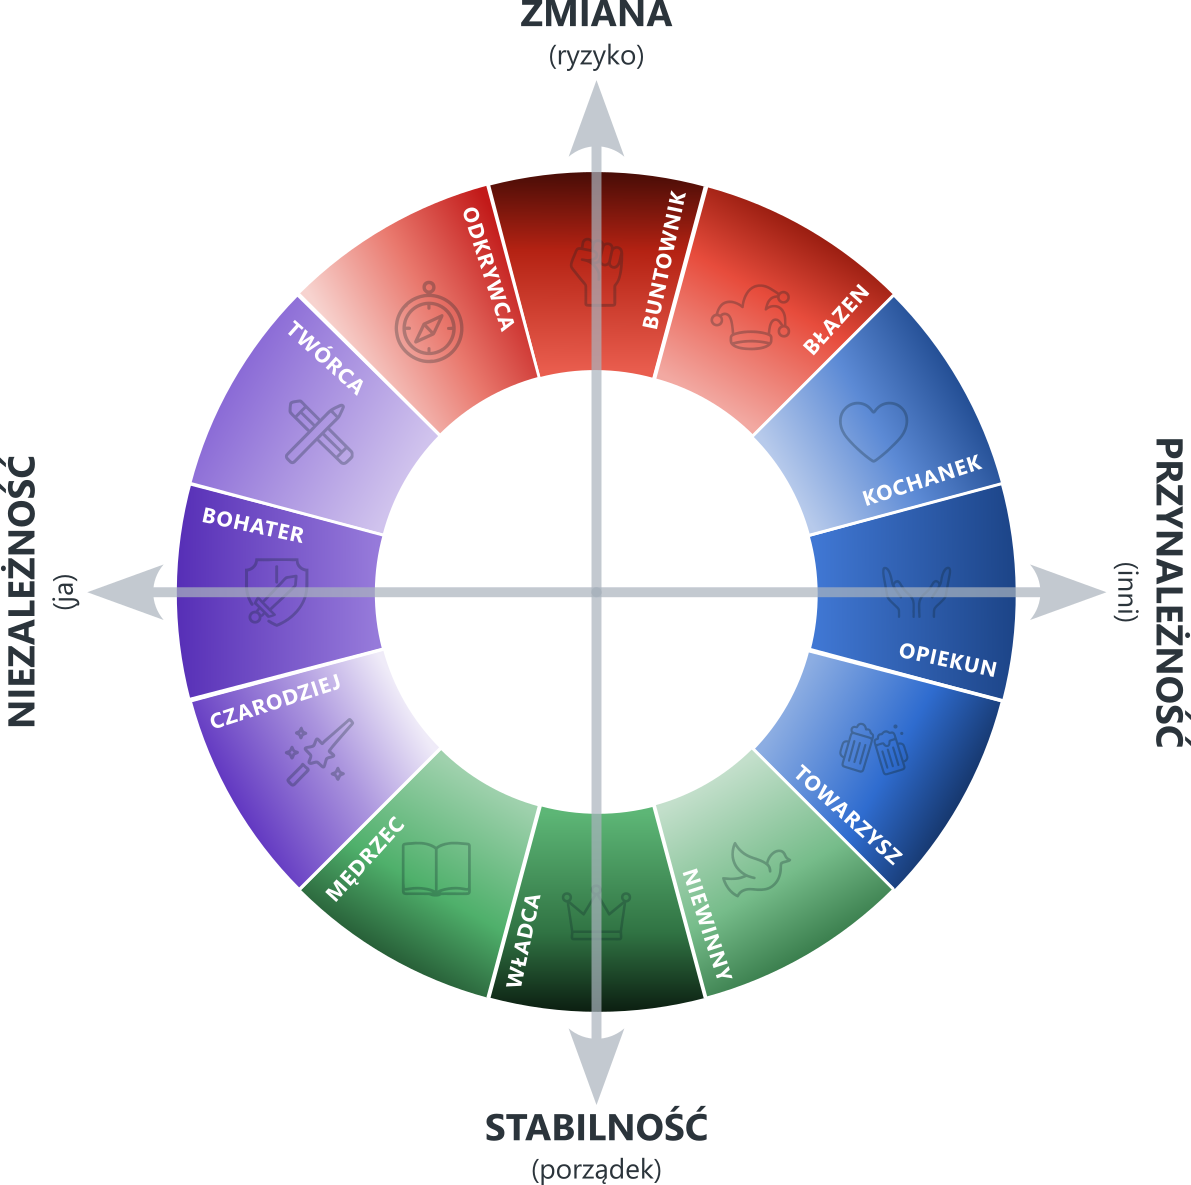 ZMIANA
(ryzyko)
ODKRYWCA
BUNTOWNIK
BŁAZEN
TWÓRCA
KOCHANEK
BOHATER
NIEZALEŻNOŚĆ
(ja)
PRZYNALEŻNOŚĆ
(inni)
OPIEKUN
CZARODZIEJ
TOWARZYSZ
MĘDRZEC
WŁADCA
NIEWINNY
STABILNOŚĆ
(porządek)